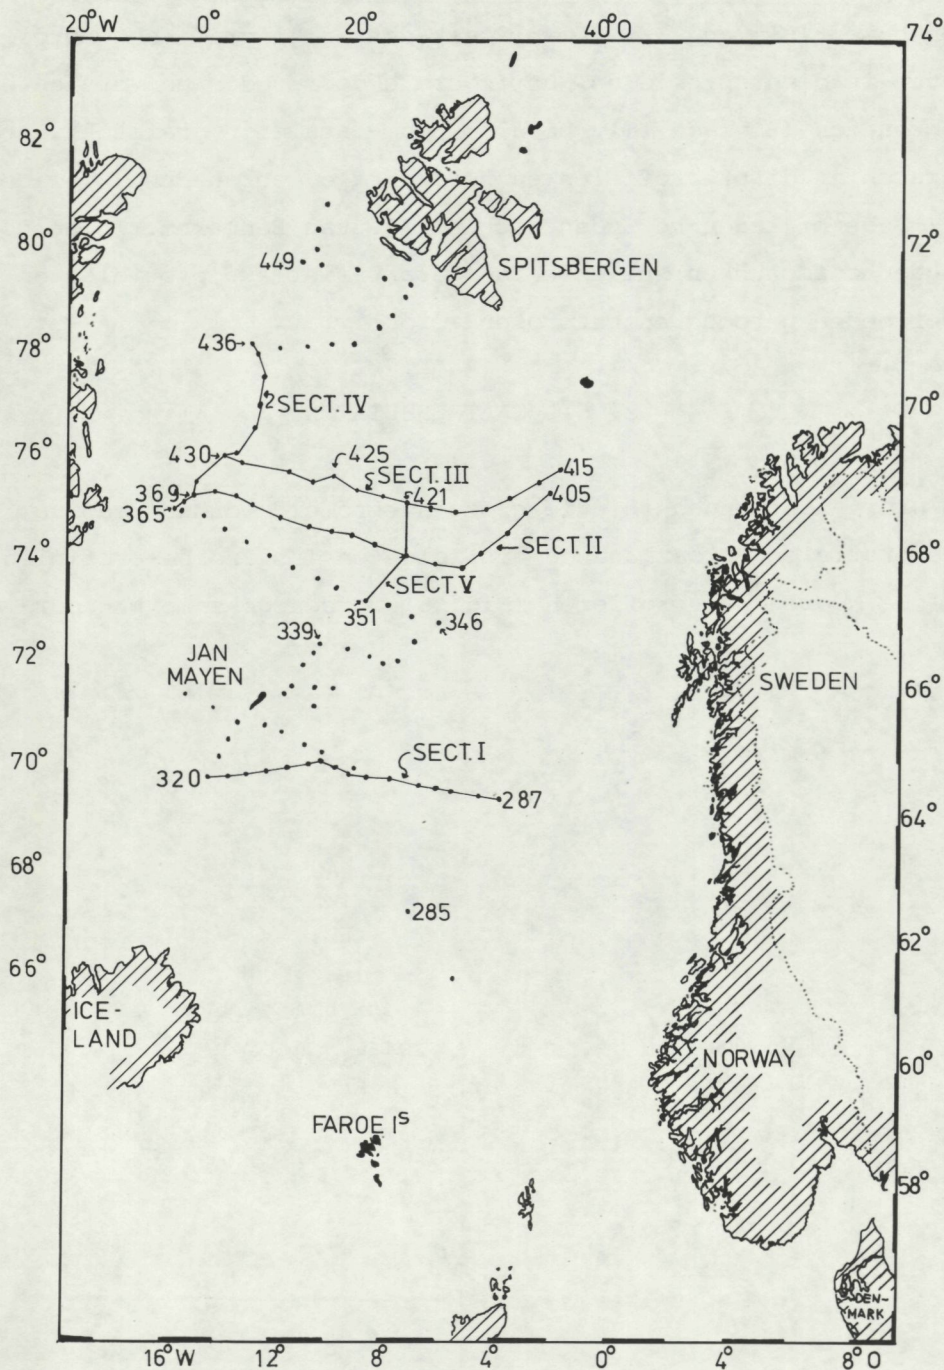 20°W 0° 20° 40°O 74°
82°
80° 72°
449
SPITSBERGEN
78° 436
2 SECT. IV
70°
76° 430 425 415
SECT. III
369 421 405
365
SECT. II
74° 68°
SECT. V
351 346
339
72° JAN
MAYEN
SWEDEN
66°
70° SECT. I
320 287
64°
68°
285
62°
66°
ICE-
LAND
NORWAY 60°
FAROE Iˢ
58°
DEN-
MARK
16°W 12° 8° 4° 0° 4° 8°O